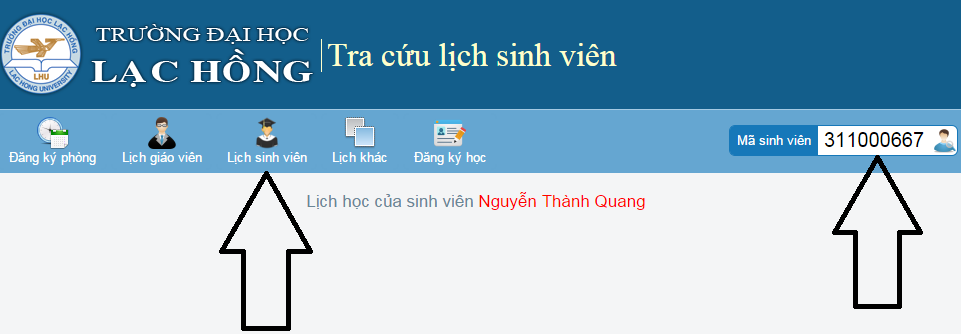 TRƯỜNG ĐẠI HỌC LẠC HỒNG
LHU
LAC HONG UNIVERSITY
TRƯỜNG ĐẠI HỌC
LẠC HỒNG
Tra cứu lịch sinh viên
Đăng ký phòng
Lịch giáo viên
Lịch sinh viên
Lịch khác
Đăng ký học
Mã sinh viên 311000667
Lịch học của sinh viên Nguyễn Thành Quang